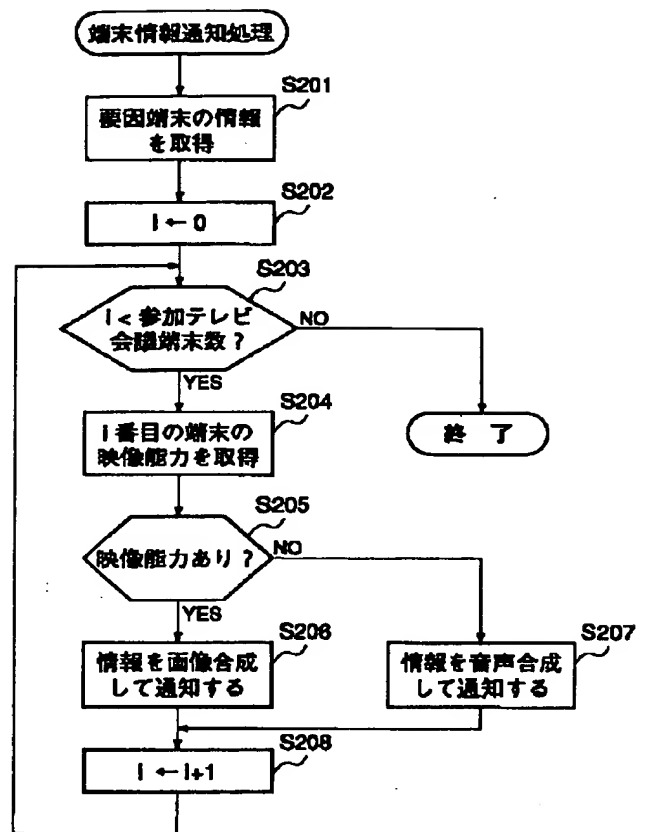 端末情報通知処理
S201
要因端末の情報
を取得
S202
i ← 0
S203
i < 参加テレビ
会議端末数？
NO
YES
S204
i番目の端末の
映像能力を取得
終 了
S205
映像能力あり？
NO
YES
S206
情報を画像合成
して通知する
S207
情報を音声合成
して通知する
S208
i ← i+1